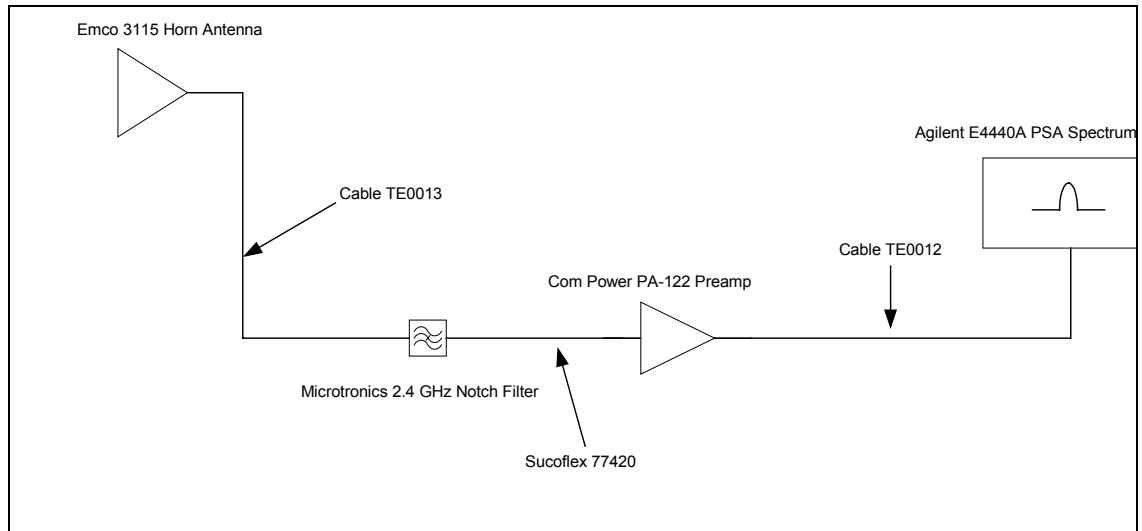 Emco 3115 Horn Antenna
Agilent E4440A PSA Spectrum
Cable TE0013
Cable TE0012
Com Power PA-122 Preamp
Microtronics 2.4 GHz Notch Filter
Sucoflex 77420